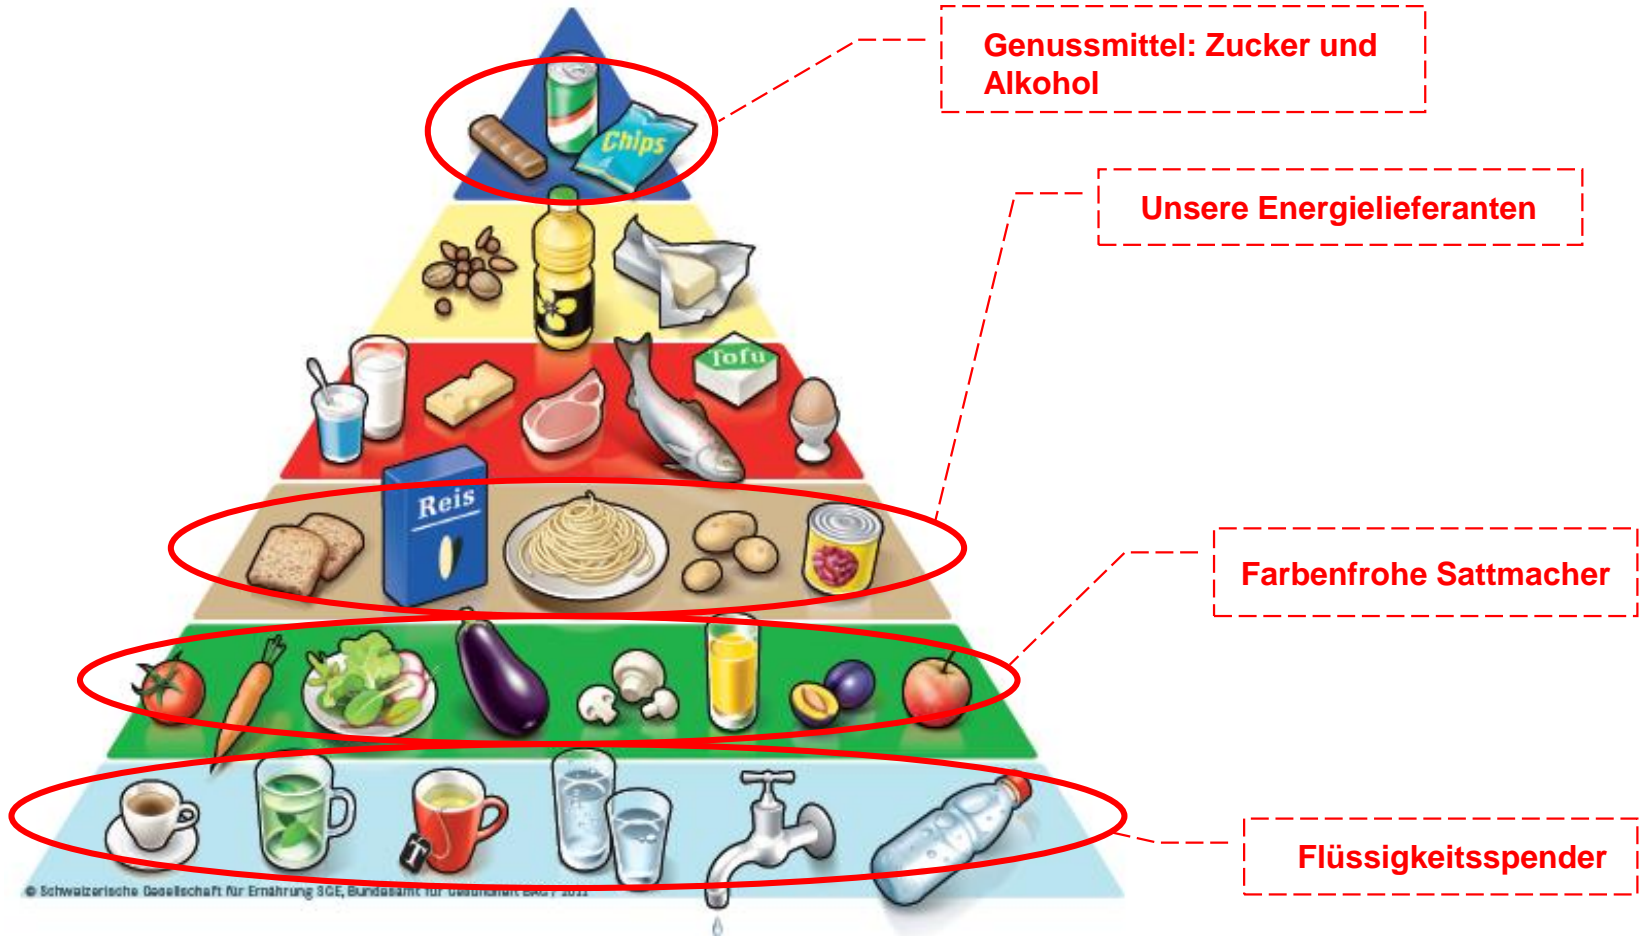 Genussmittel: Zucker und
Alkohol
Chips
Unsere Energielieferanten
Tofu
Reis
Farbenfrohe Sattmacher
T
Flüssigkeitsspender
© Schweizerische Gesellschaft für Ernährung SGE, Bundesamt für Gesundheit BAG / 2011